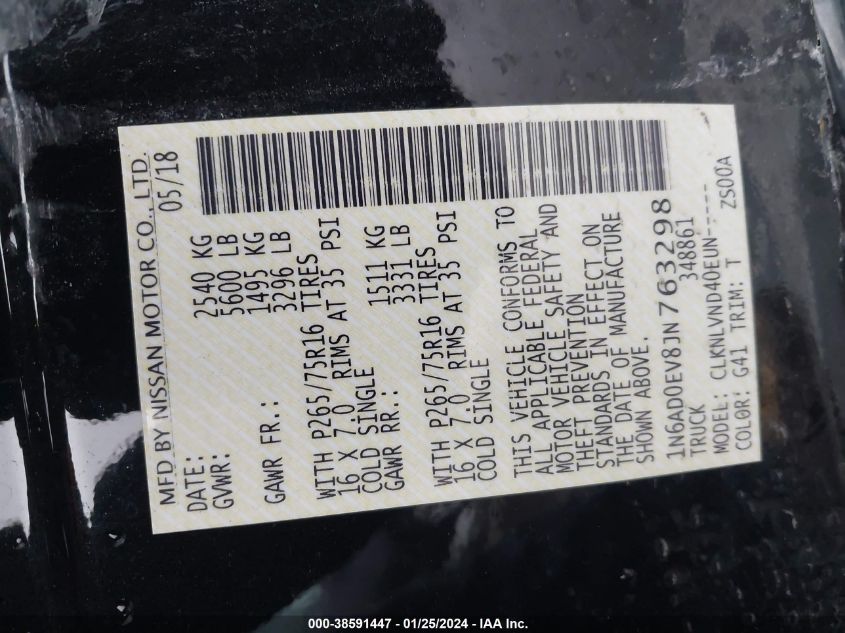 MFD BY NISSAN MOTOR CO., LTD.
DATE: 05/18
GVWR: 2540 KG
5600 LB
GAWR FR.: 1495 KG
3296 LB
WITH P265/75R16 TIRES
16 X 7.0 RIMS AT 35 PSI
COLD SINGLE
GAWR RR.: 1511 KG
3331 LB
WITH P265/75R16 TIRES
16 X 7.0 RIMS AT 35 PSI
COLD SINGLE
THIS VEHICLE CONFORMS TO
ALL APPLICABLE FEDERAL
MOTOR VEHICLE SAFETY AND
THEFT PREVENTION
STANDARDS IN EFFECT ON
THE DATE OF MANUFACTURE
SHOWN ABOVE.
1N6AD0EV8JN763298
TRUCK 348861
MODEL: CLKNLVND40EUN-----
COLOR: G41 TRIM: T ZS00A
000-38591447 - 01/25/2024 - IAA Inc.